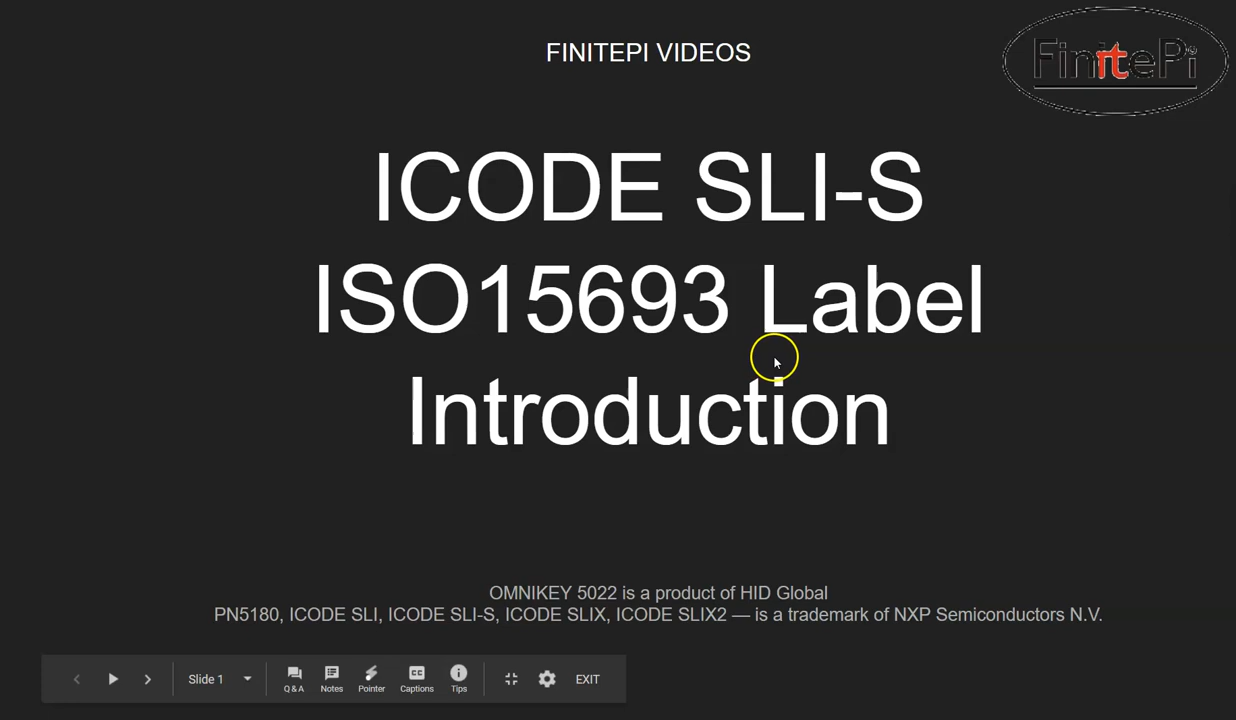 FINITEPI VIDEOS
FinitePi
ICODE SLI-S
ISO15693 Label
Introduction
OMNIKEY 5022 is a product of HID Global
PN5180, ICODE SLI, ICODE SLI-S, ICODE SLIX, ICODE SLIX2 — is a trademark of NXP Semiconductors N.V.
Slide 1 Q & A Notes Pointer CC Captions Tips EXIT